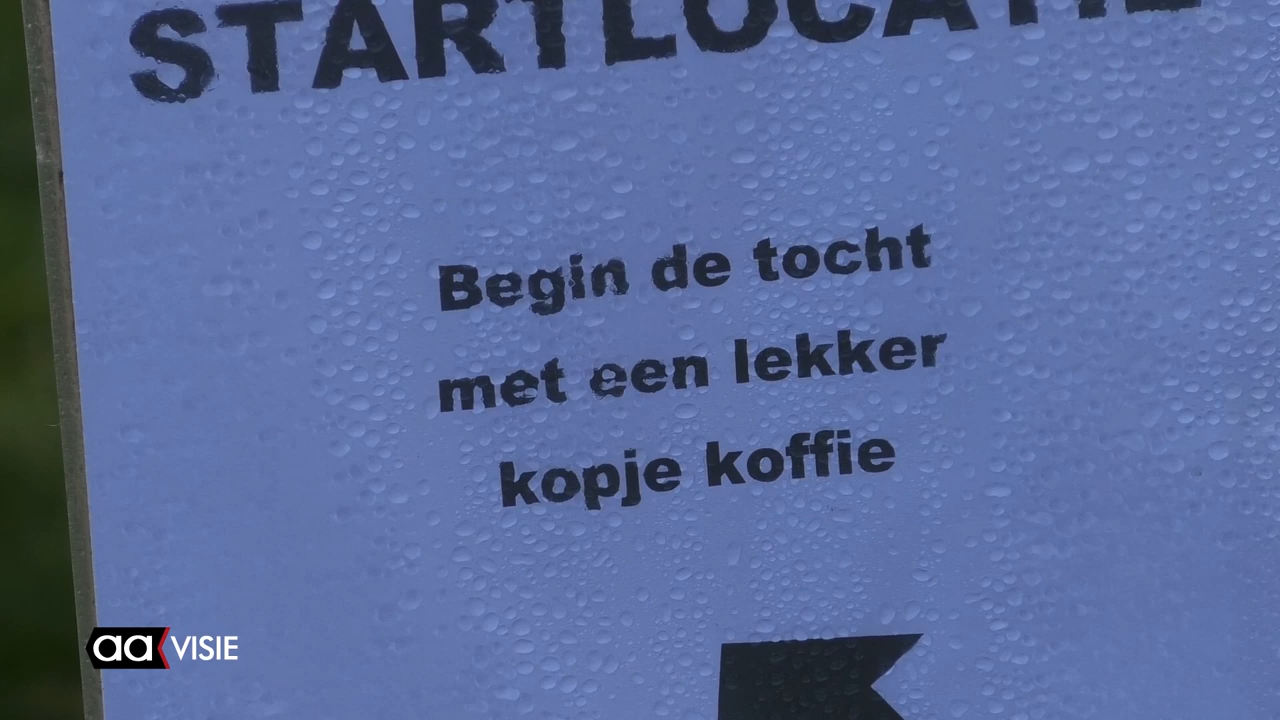 STARTLOCATIE
Begin de tocht
met een lekker
kopje koffie
aa VISIE